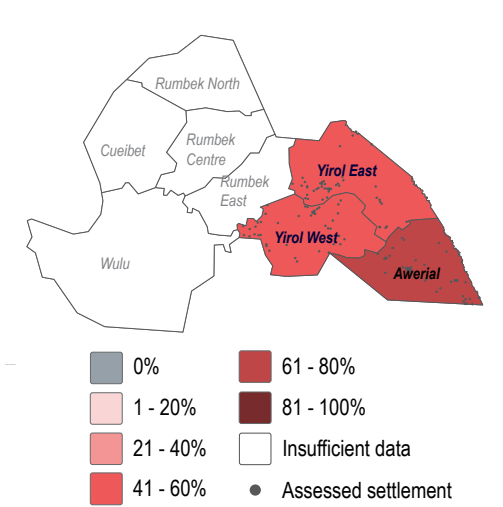 Rumbek North
Cueibet
Rumbek
Centre
Yirol East
Rumbek
East
Yirol West
Wulu
Awerial
0%
61 - 80%
1 - 20%
81 - 100%
21 - 40%
Insufficient data
41 - 60%
Assessed settlement